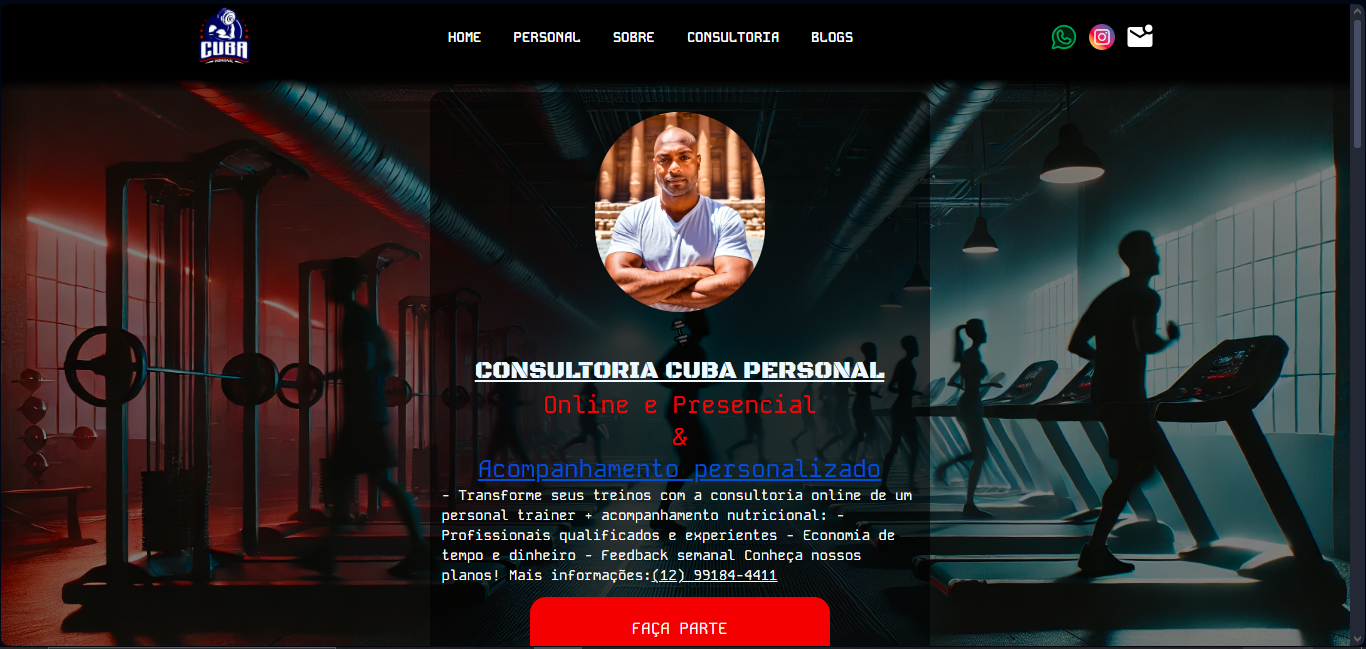 CUBA
PERSONAL
HOME PERSONAL SOBRE CONSULTORIA BLOGS
CONSULTORIA CUBA PERSONAL
Online e Presencial
&
Acompanhamento personalizado
- Transforme seus treinos com a consultoria online de um
personal trainer + acompanhamento nutricional: -
Profissionais qualificados e experientes - Economia de
tempo e dinheiro - Feedback semanal Conheça nossos
planos! Mais informações:(12) 99184-4411
FAÇA PARTE